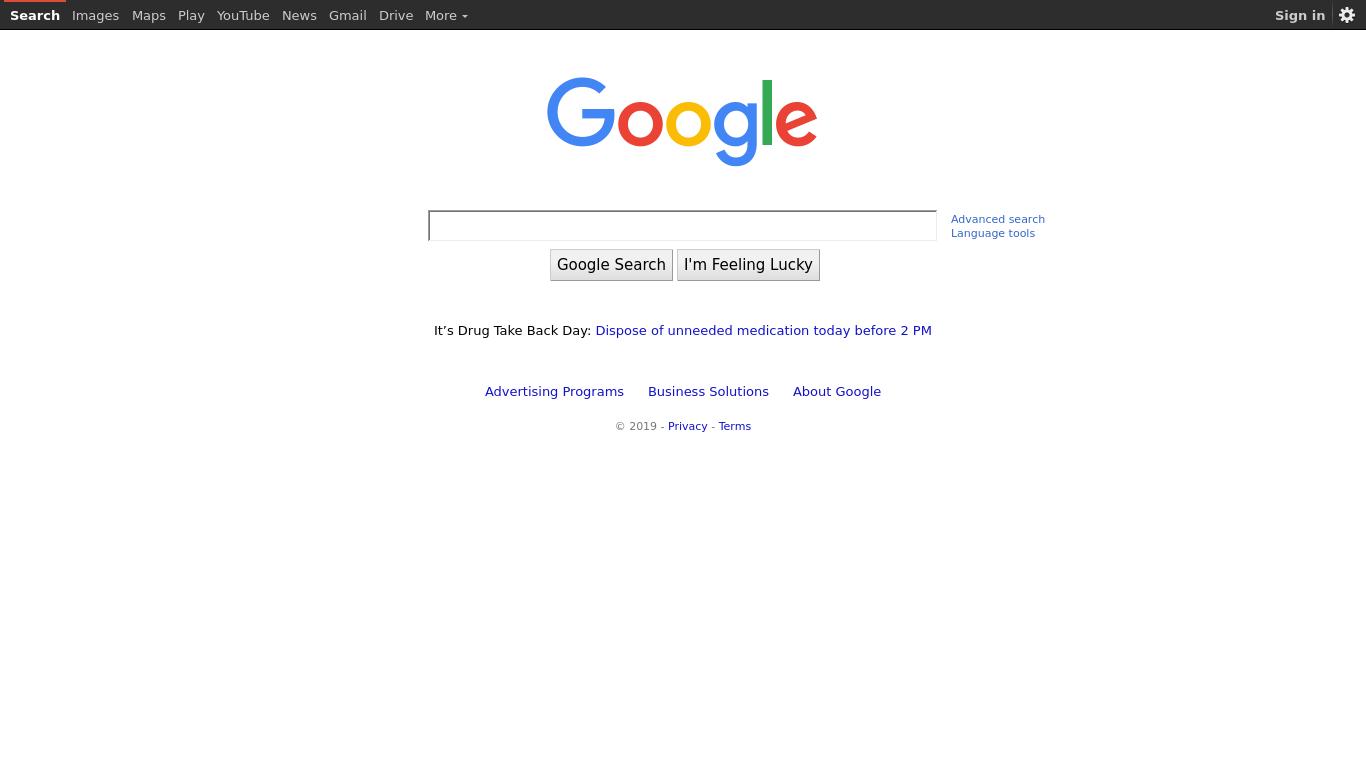 Search Images Maps Play YouTube News Gmail Drive More Sign in
Google
Advanced search
Language tools
Google Search I'm Feeling Lucky
It’s Drug Take Back Day: Dispose of unneeded medication today before 2 PM
Advertising Programs Business Solutions About Google
© 2019 - Privacy - Terms